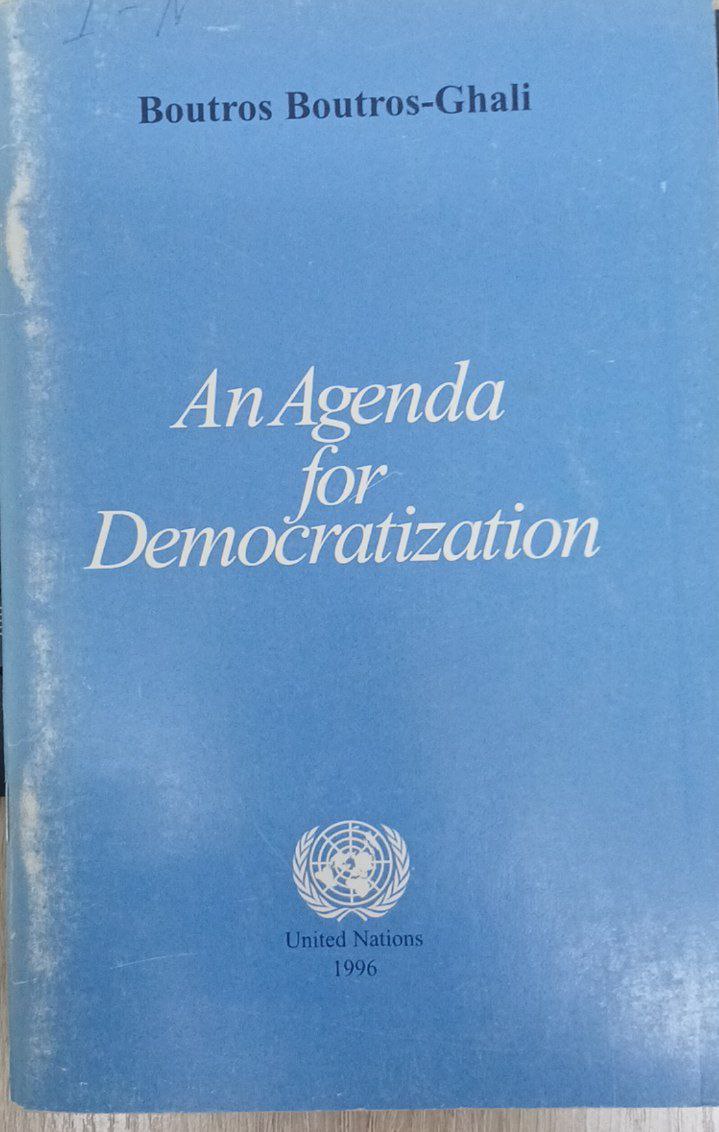 I-N
Boutros Boutros-Ghali
An Agenda
for
Democratization
United Nations
1996